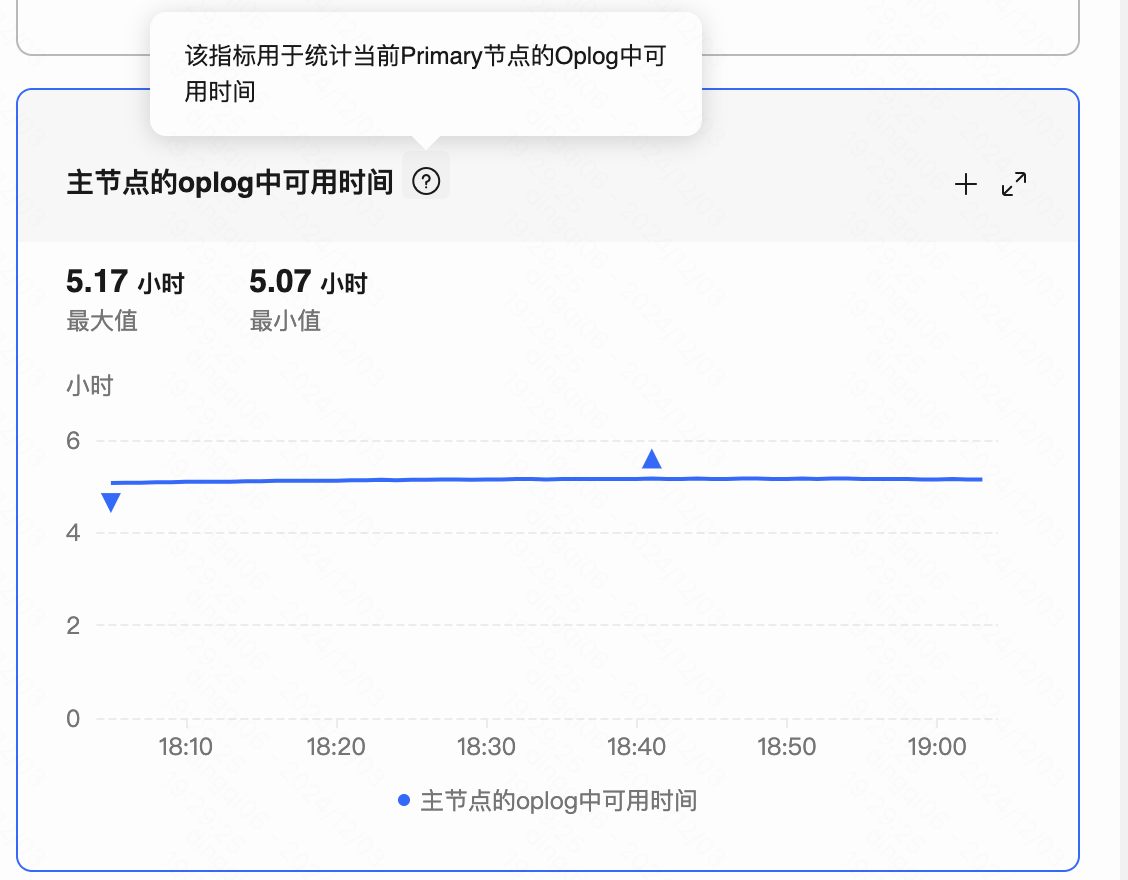 该指标用于统计当前Primary节点的Oplog中可
用时间
主节点的oplog中可用时间
5.17 小时 5.07 小时
最大值 最小值
小时
6
4
2
0
18:10 18:20 18:30 18:40 18:50 19:00
主节点的oplog中可用时间